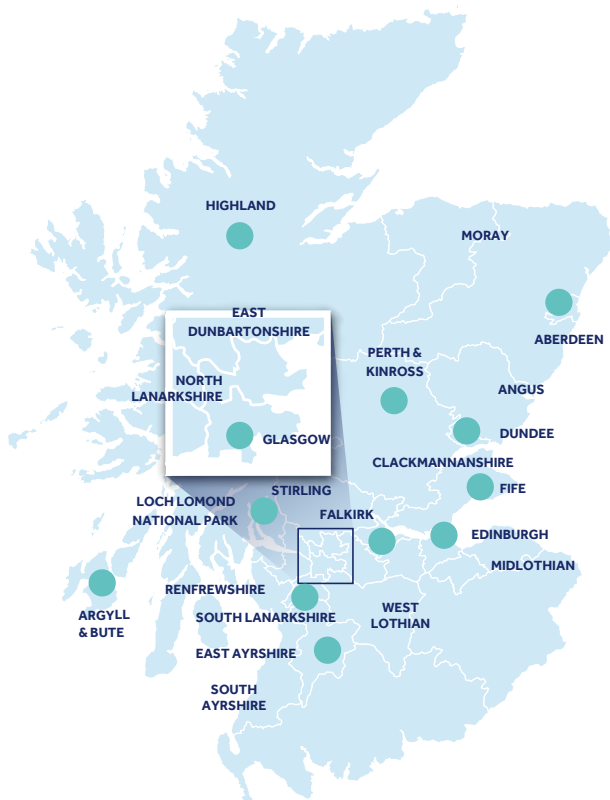 HIGHLAND
MORAY
EAST
DUNBARTONSHIRE
ABERDEEN
PERTH &
KINROSS
NORTH
LANARKSHIRE
ANGUS
GLASGOW
DUNDEE
CLACKMANNANSHIRE
STIRLING
FIFE
LOCH LOMOND
NATIONAL PARK
FALKIRK
EDINBURGH
MIDLOTHIAN
RENFREWSHIRE
ARGYLL
& BUTE
SOUTH LANARKSHIRE
WEST
LOTHIAN
EAST AYRSHIRE
SOUTH
AYRSHIRE